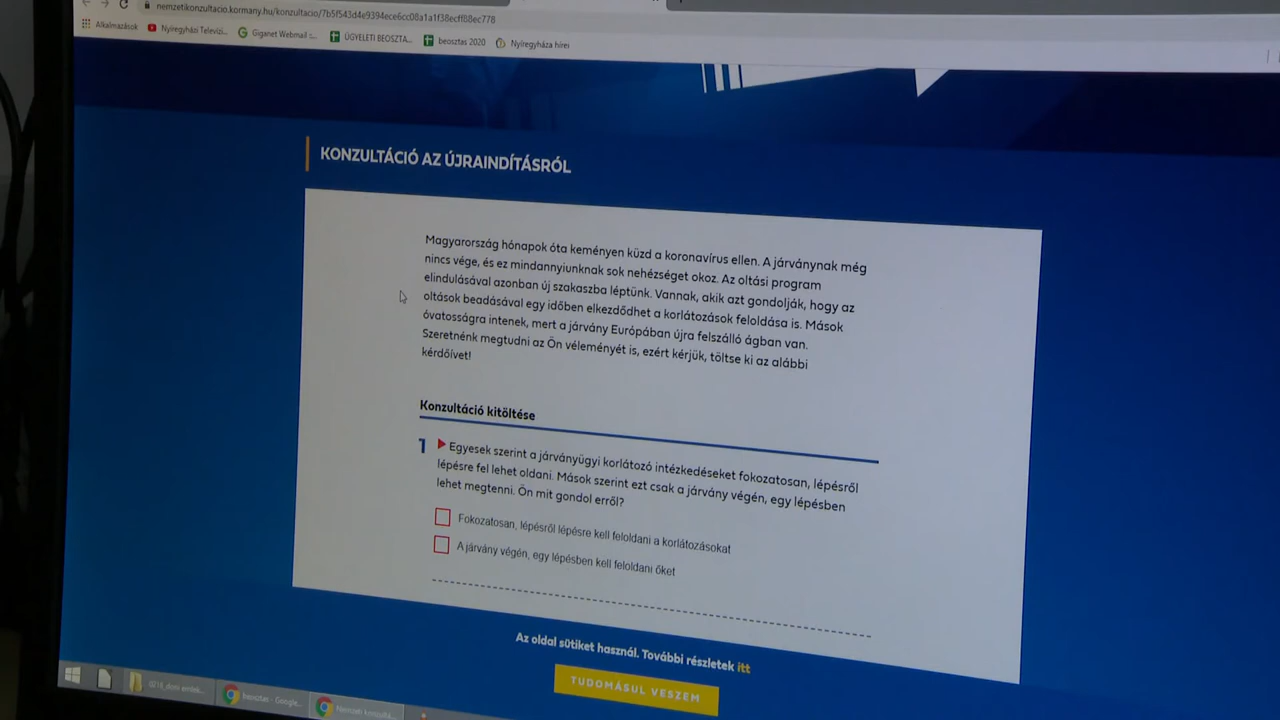 nemzetikonzultacio.kormany.hu/konzultacio/7b5f543d4e9394ece6cc08a1a1f38ecff88ec778
Alkalmazások Nyíregyházi Televízi... Giganet Webmail :... ÜGYELETI BEOSZTA... beosztas 2020 Nyíregyháza hírei
KONZULTÁCIÓ AZ ÚJRAINDÍTÁSRÓL
Magyarország hónapok óta keményen küzd a koronavírus ellen. A járványnak még
nincs vége, és ez mindannyiunknak sok nehézséget okoz. Az oltási program
elindulásával azonban új szakaszba léptünk. Vannak, akik azt gondolják, hogy az
oltások beadásával egy időben elkezdődhet a korlátozások feloldása is. Mások
óvatosságra intenek, mert a járvány Európában újra felszálló ágban van.
Szeretnénk megtudni az Ön véleményét is, ezért kérjük, töltse ki az alábbi
kérdőívet!
Konzultáció kitöltése
1 Egyesek szerint a járványügyi korlátozó intézkedéseket fokozatosan, lépésről
lépésre fel lehet oldani. Mások szerint ezt csak a járvány végén, egy lépésben
lehet megtenni. Ön mit gondol erről?
Fokozatosan, lépésről lépésre kell feloldani a korlátozásokat
A járvány végén, egy lépésben kell feloldani őket
Az oldal sütiket használ. További részletek itt
TUDOMÁSUL VESZEM
beosztas - Google... Nemzeti konzultá...